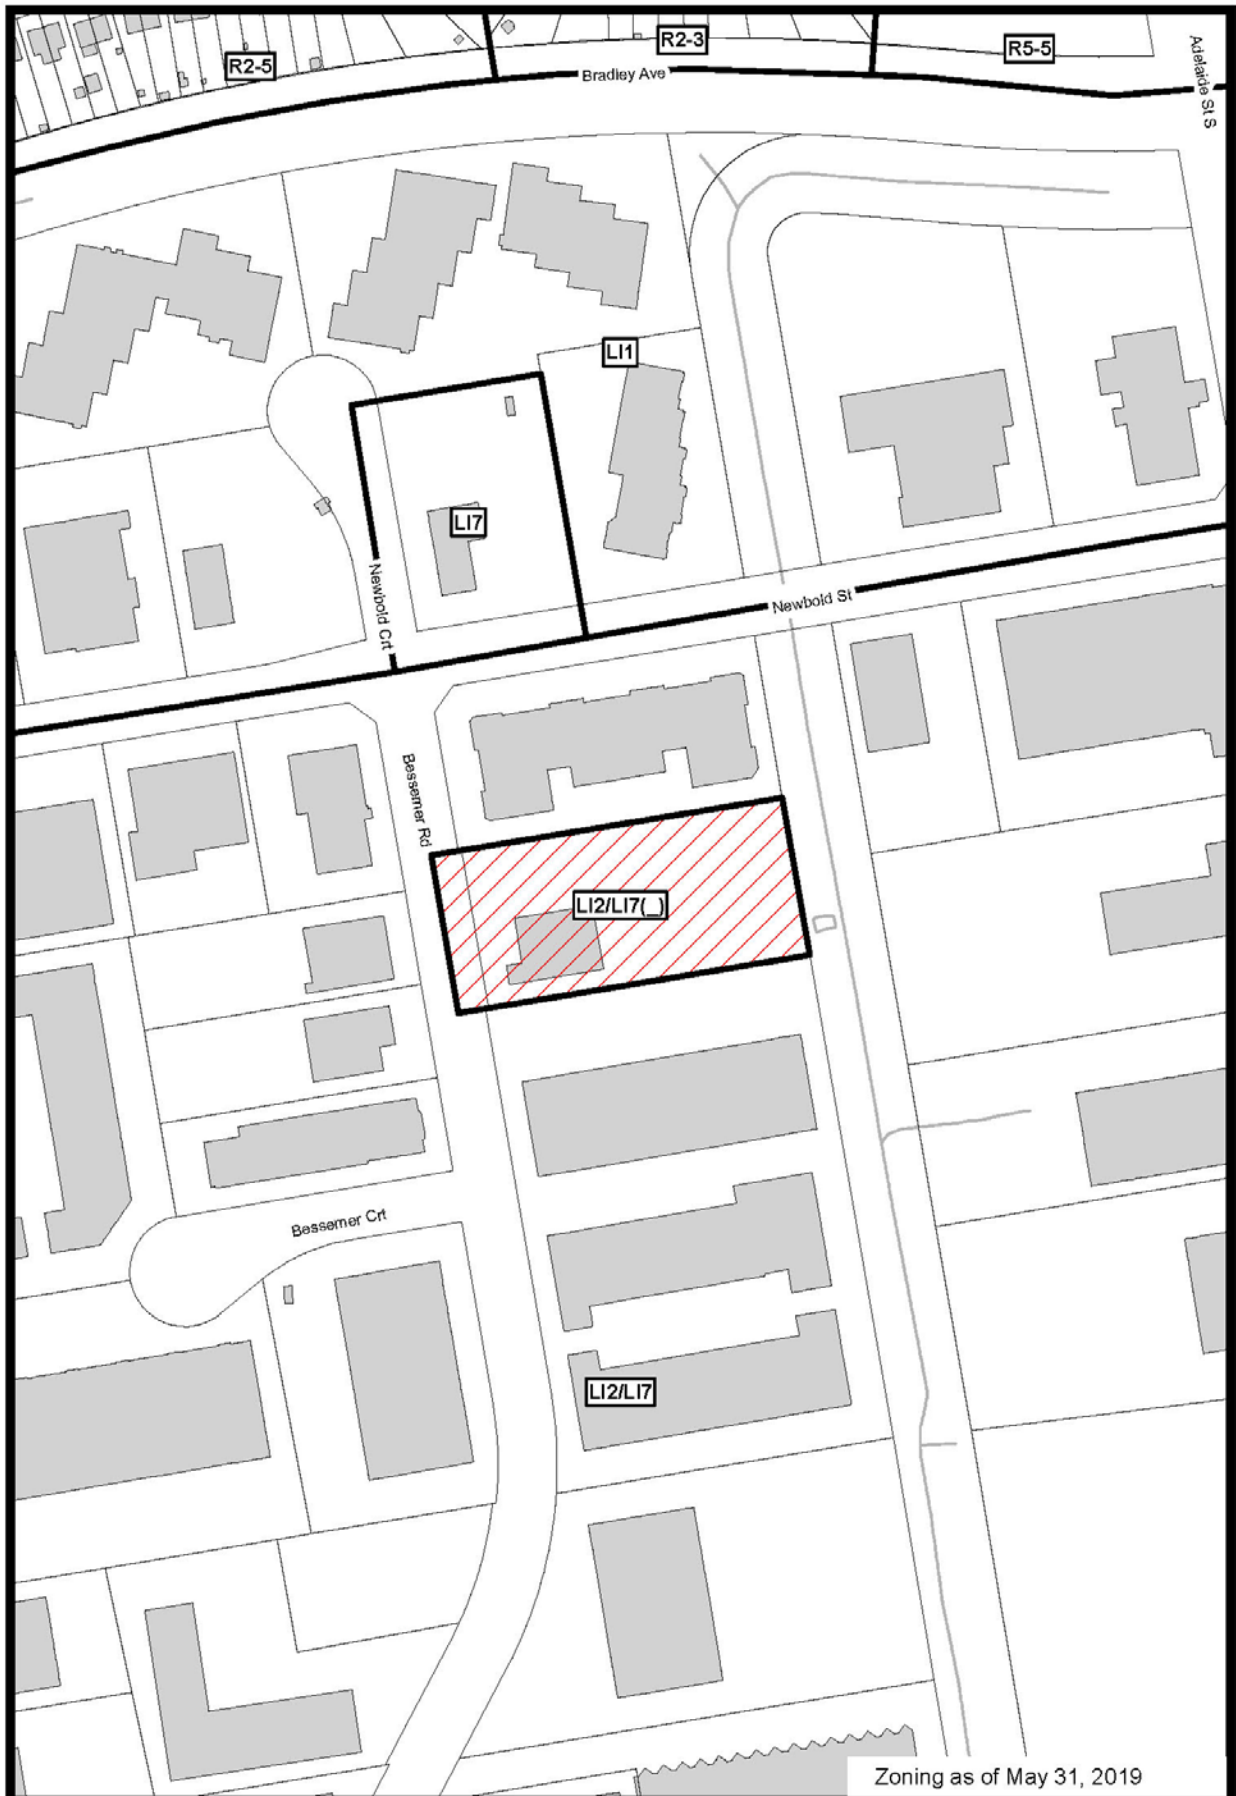 R2-5
R2-3
R5-5
Bradley Ave
Adelaide St S
LI1
LI7
Newbold Crt
Newbold St
Bessemer Rd
LI2/LI7(_)
Bessemer Crt
LI2/LI7
Zoning as of May 31, 2019